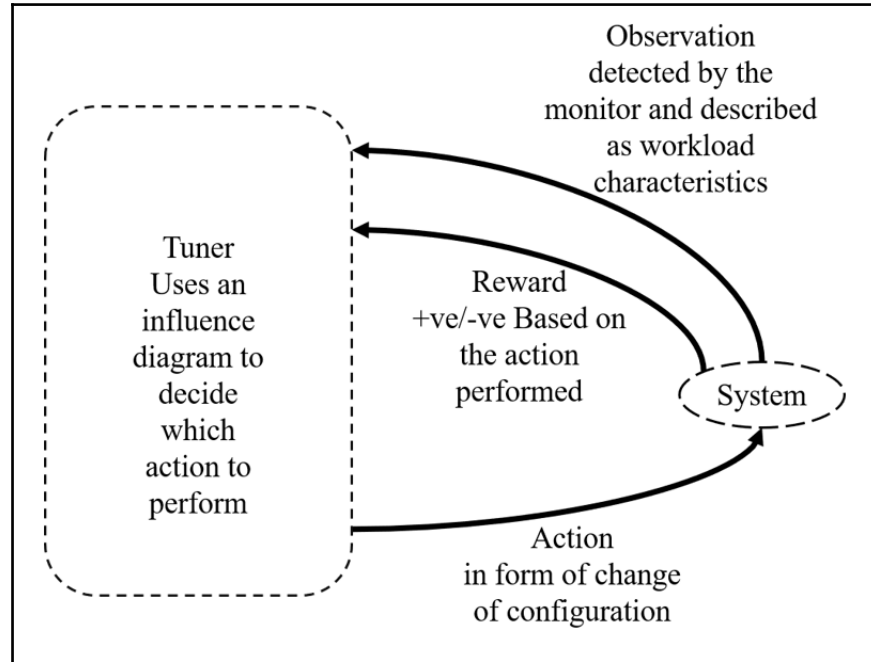 Observation
detected by the
monitor and described
as workload
characteristics
Tuner
Uses an
influence
diagram to
decide
which
action to
perform
Reward
+ve/-ve Based on
the action
performed
System
Action
in form of change
of configuration